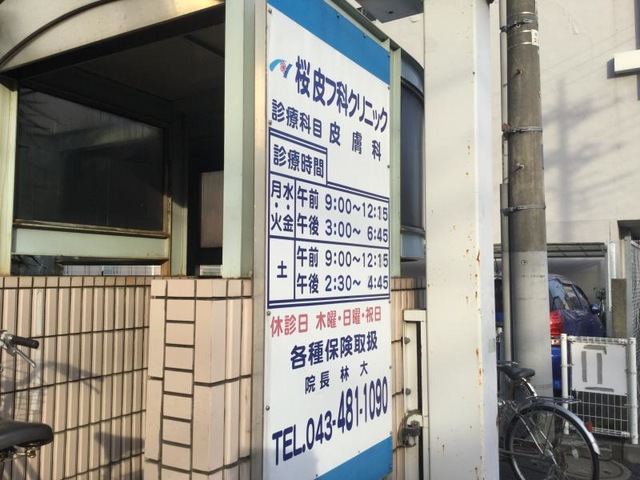 桜皮フ科クリニック
診療科目 皮膚科
診療時間
月・火 水・金 午前 9:00〜12:15
午後 3:00〜 6:45
土 午前 9:00〜12:15
午後 2:30〜 4:45
休診日 木曜・日曜・祝日
各種保険取扱
院長 林 大
TEL.043-481-1090